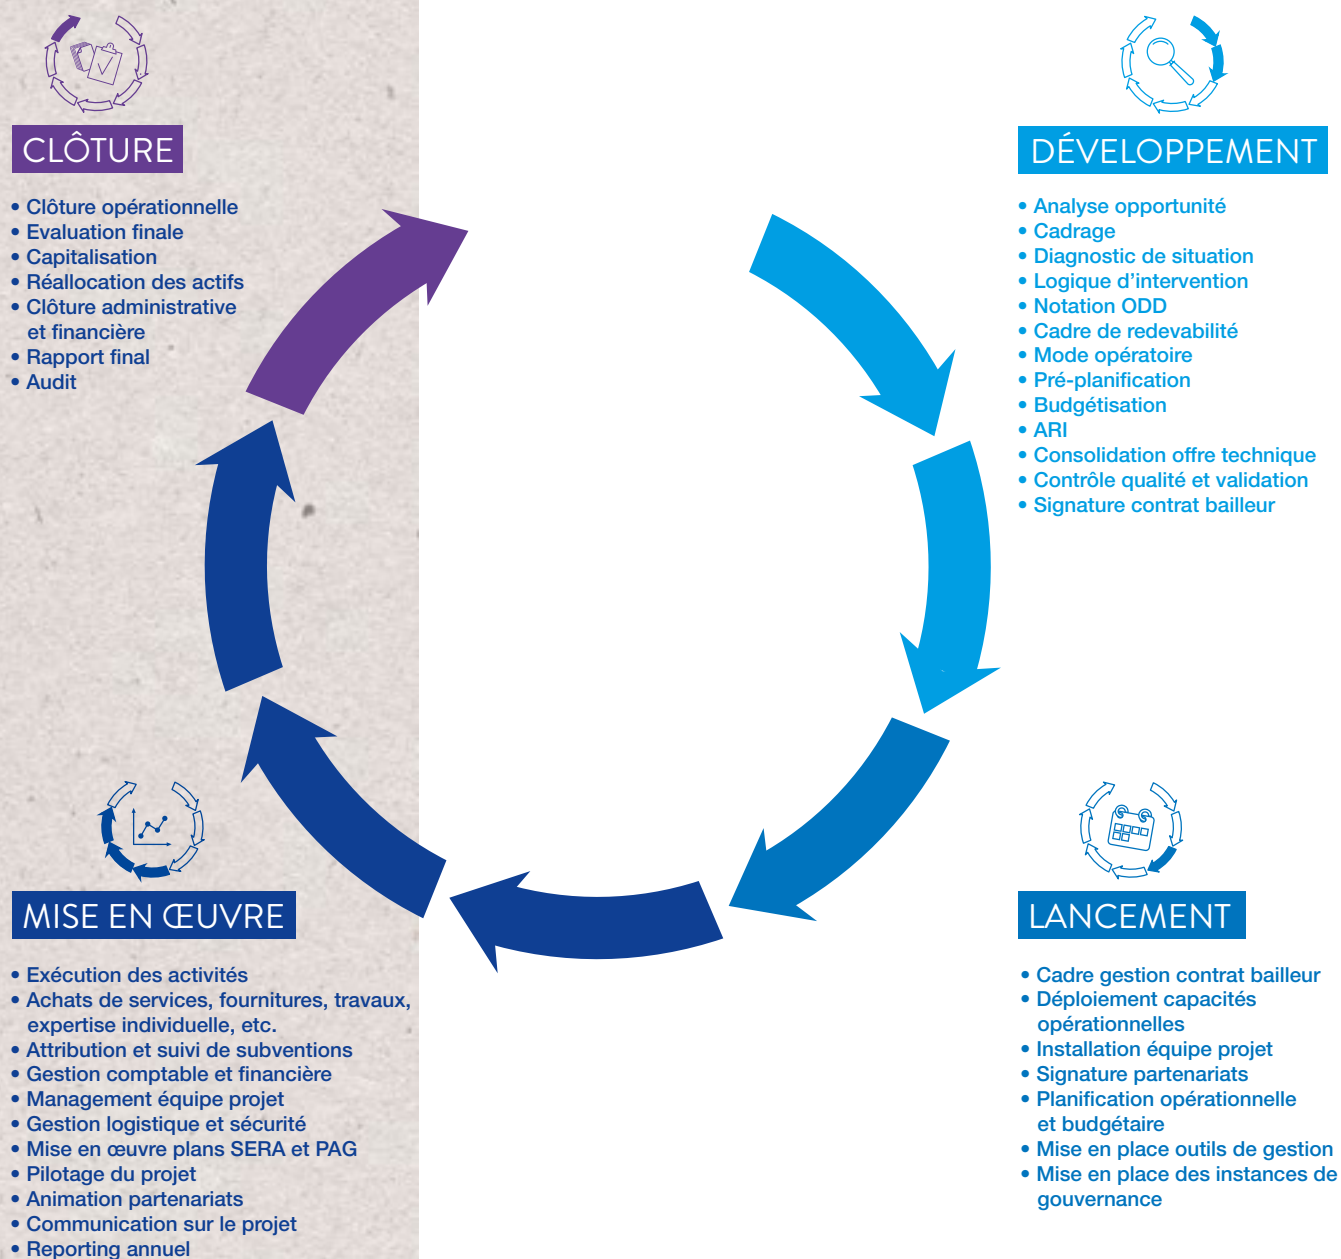 CLÔTURE
• Clôture opérationnelle
• Evaluation finale
• Capitalisation
• Réallocation des actifs
• Clôture administrative
et financière
• Rapport final
• Audit
DÉVELOPPEMENT
• Analyse opportunité
• Cadrage
• Diagnostic de situation
• Logique d’intervention
• Notation ODD
• Cadre de redevabilité
• Mode opératoire
• Pré-planification
• Budgétisation
• ARI
• Consolidation offre technique
• Contrôle qualité et validation
• Signature contrat bailleur
MISE EN ŒUVRE
• Exécution des activités
• Achats de services, fournitures, travaux,
expertise individuelle, etc.
• Attribution et suivi de subventions
• Gestion comptable et financière
• Management équipe projet
• Gestion logistique et sécurité
• Mise en œuvre plans SERA et PAG
• Pilotage du projet
• Animation partenariats
• Communication sur le projet
• Reporting annuel
LANCEMENT
• Cadre gestion contrat bailleur
• Déploiement capacités
opérationnelles
• Installation équipe projet
• Signature partenariats
• Planification opérationnelle
et budgétaire
• Mise en place outils de gestion
• Mise en place des instances de
gouvernance